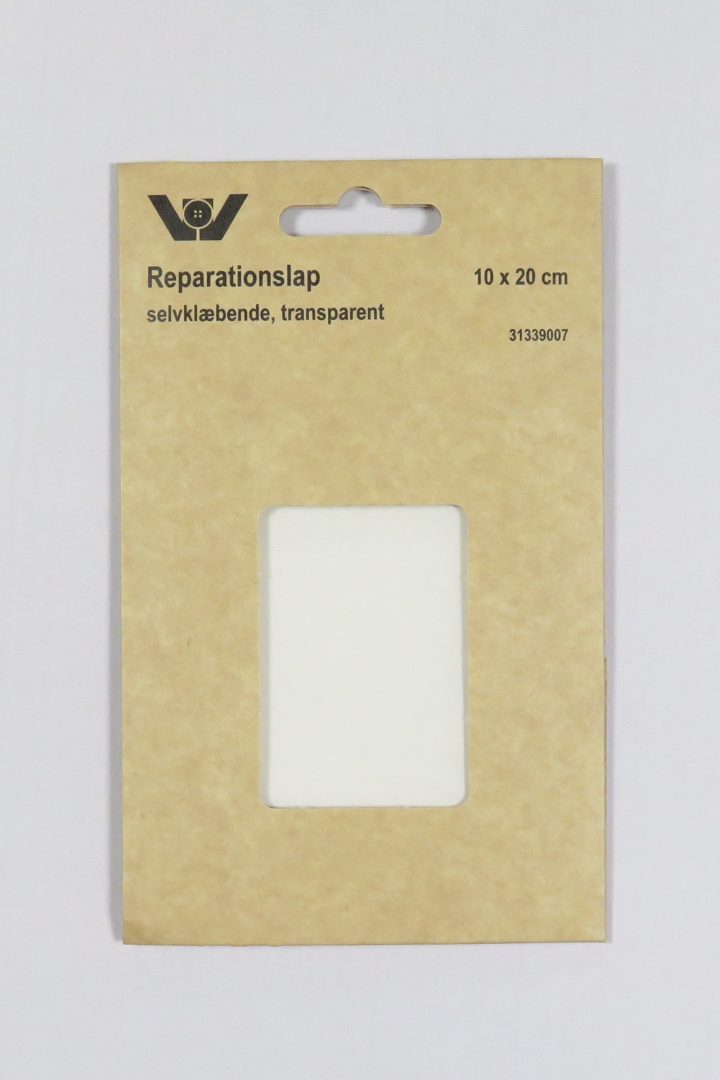 Reparationslap 10 x 20 cm
selvklæbende, transparent
31339007